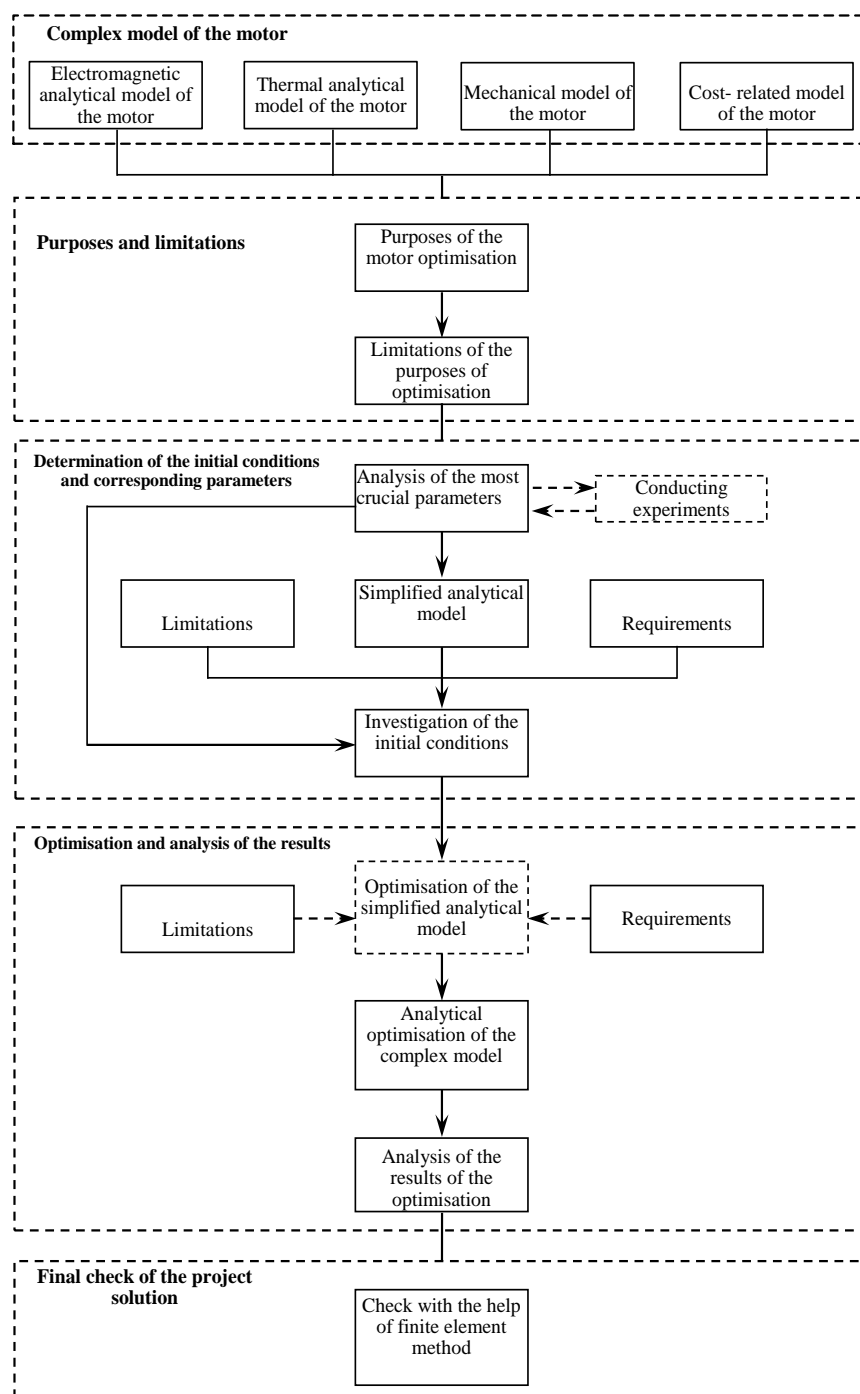 Complex model of the motor
Electromagnetic
analytical model of
the motor
Thermal analytical
model of the motor
Mechanical model of
the motor
Cost- related model
of the motor
Purposes and limitations
Purposes of the
motor optimisation
Limitations of the
purposes of
optimisation
Determination of the initial conditions
and corresponding parameters
Analysis of the most
crucial parameters
Conducting
experiments
Limitations
Simplified analytical
model
Requirements
Investigation of the
initial conditions
Optimisation and analysis of the results
Limitations
Optimisation of the
simplified analytical
model
Requirements
Analytical
optimisation of the
complex model
Analysis of the
results of the
optimisation
Final check of the project
solution
Check with the help
of finite element
method